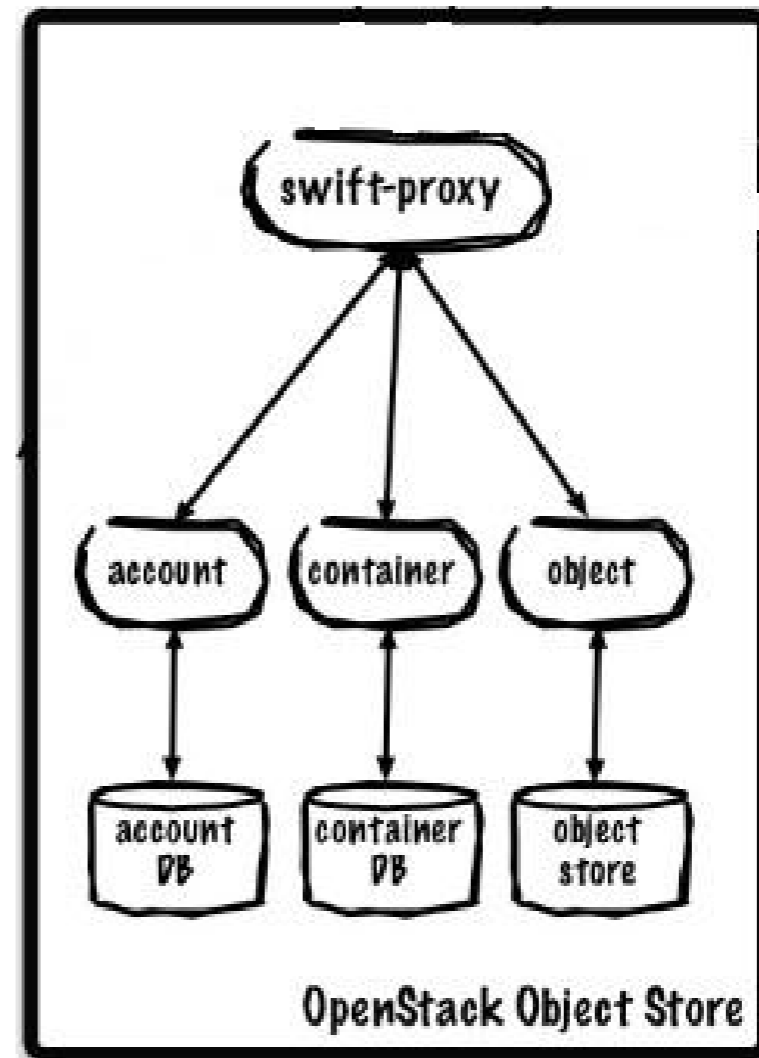 swift-proxy
account
container
object
account
DB
container
DB
object
store
OpenStack Object Store